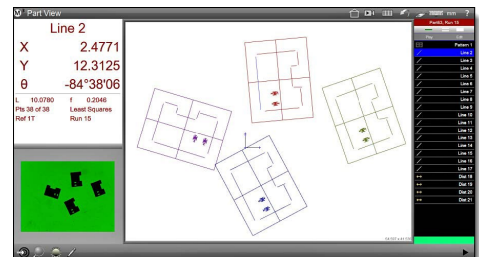 M Part View
mm ?
Line 2
X 2.4771
Y 12.3125
θ -84°38'06
L 10.0780 f 0.2046
Pts 38 of 38 Least Squares
Ref 1T Run 15
Run 15
Play Edit
Pattern 1
Line 2
Line 3
Line 4
Line 5
Line 6
Line 7
Line 8
Line 9
Line 10
Line 11
Line 12
Line 13
Line 14
Line 15
Line 16
Line 17
Dist 18
Dist 19
Dist 20
Dist 21